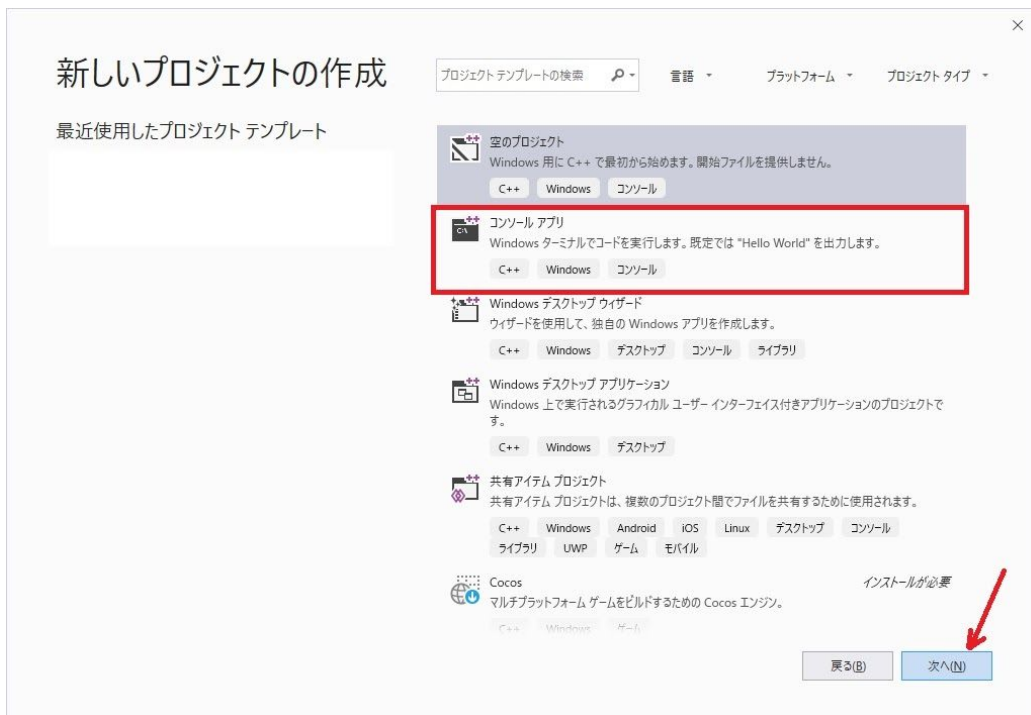 新しいプロジェクトの作成
プロジェクト テンプレートの検索
言語
プラットフォーム
プロジェクト タイプ
最近使用したプロジェクト テンプレート
空のプロジェクト
Windows 用に C++ で最初から始めます。開始ファイルを提供しません。
C++ Windows コンソール
コンソール アプリ
Windows ターミナルでコードを実行します。既定では "Hello World" を出力します。
C++ Windows コンソール
Windows デスクトップ ウィザード
ウィザードを使用して、独自の Windows アプリを作成します。
C++ Windows デスクトップ コンソール ライブラリ
Windows デスクトップ アプリケーション
Windows 上で実行されるグラフィカル ユーザー インターフェイス付きアプリケーションのプロジェクトで
す。
C++ Windows デスクトップ
共有アイテム プロジェクト
共有アイテム プロジェクトは、複数のプロジェクト間でファイルを共有するために使用されます。
C++ Windows Android iOS Linux デスクトップ コンソール
ライブラリ UWP ゲーム モバイル
Cocos インストールが必要
マルチプラットフォーム ゲームをビルドするための Cocos エンジン。
C++ Windows ゲーム
戻る(B) 次へ(N)